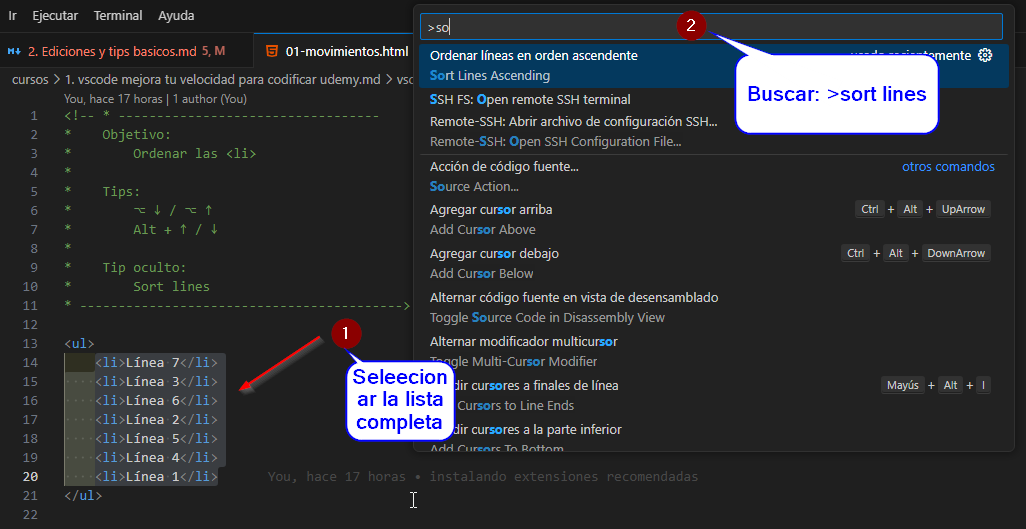 Ir Ejecutar Terminal Ayuda
2. Ediciones y tips basicos.md 5, M
01-movimientos.html
cursos > 1. vscode mejora tu velocidad para codificar udemy.md > vsc
You, hace 17 horas | 1 author (You)
1 <!-- * ----------------------------------
2 * Objetivo:
3 * Ordenar las <li>
4 *
5 * Tips:
6 * ⌥ ↓ / ⌥ ↑
7 * Alt + ↑ / ↓
8 *
9 * Tip oculto:
10 * Sort lines
11 * ------------------------------------------>
12
13 <ul>
14 <li>Línea 7</li>
15 <li>Línea 3</li>
16 <li>Línea 6</li>
17 <li>Línea 2</li>
18 <li>Línea 5</li>
19 <li>Línea 4</li>
20 <li>Línea 1</li> You, hace 17 horas • instalando extensiones recomendadas
21 </ul>
22
1
Seleecion
ar la lista
completa
>so
2
Buscar: >sort lines
Ordenar líneas en orden ascendente
Sort Lines Ascending
SSH FS: Open remote SSH terminal
Remote-SSH: Abrir archivo de configuración SSH...
Remote-SSH: Open SSH Configuration File...
Acción de código fuente... otros comandos
Source Action...
Agregar cursor arriba Ctrl + Alt + UpArrow
Add Cursor Above
Agregar cursor debajo Ctrl + Alt + DownArrow
Add Cursor Below
Alternar código fuente en vista de desensamblado
Toggle Source Code in Disassembly View
Alternar modificador multicursor
Toggle Multi-Cursor Modifier
cursores a finales de línea Mayús + Alt + I
Cursors to Line Ends
cursores a la parte inferior
Add Cursors To Bottom